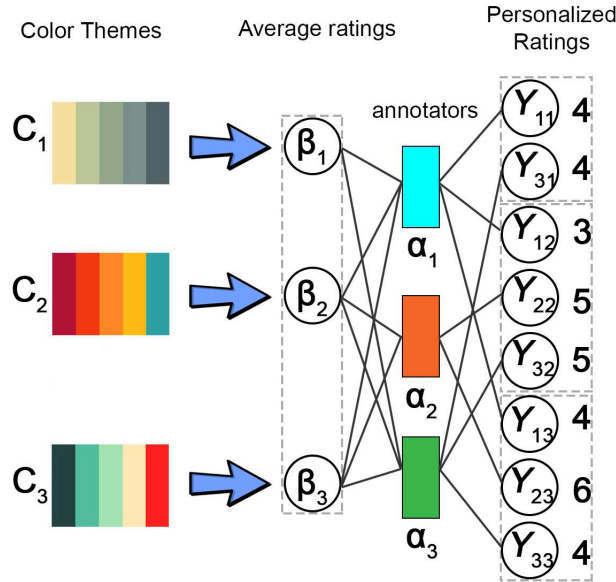 Color Themes
Average ratings
Personalized
Ratings
annotators
C1
β1
α1
C2
β2
α2
C3
β3
α3
Y11 4
Y31 4
Y12 3
Y22 5
Y32 5
Y13 4
Y23 6
Y33 4